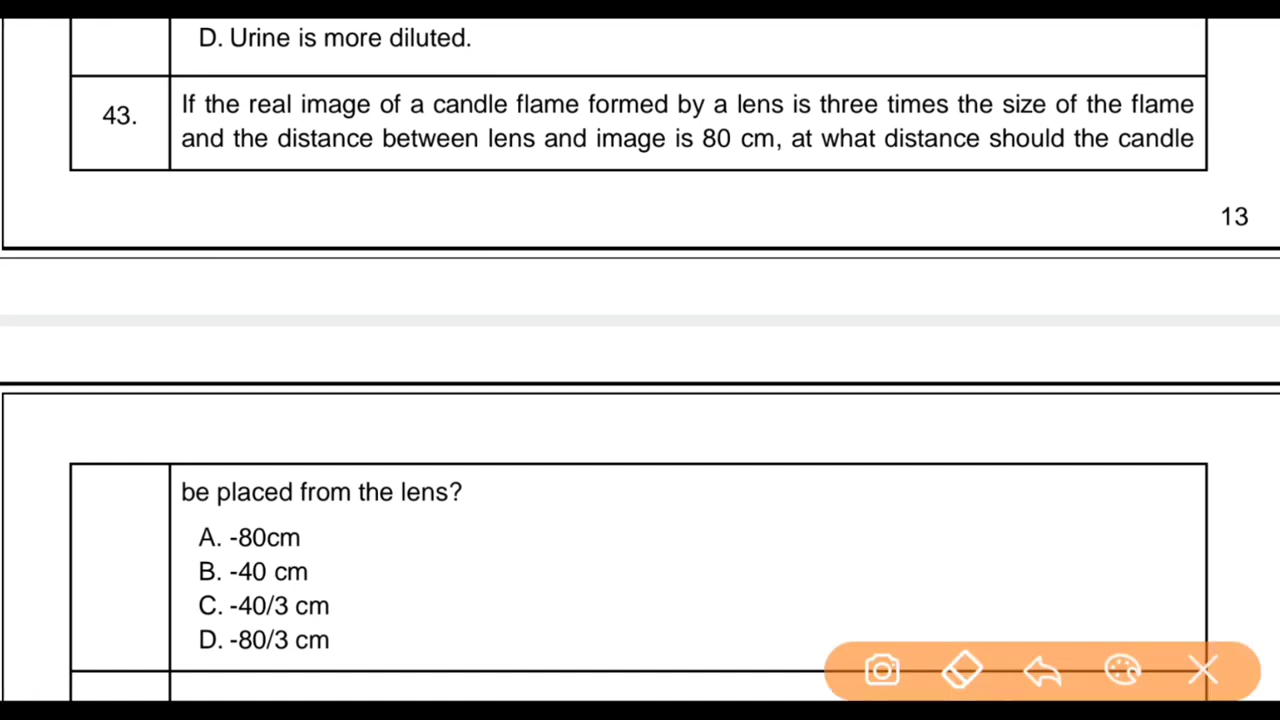 D. Urine is more diluted.
43.
If the real image of a candle flame formed by a lens is three times the size of the flame
and the distance between lens and image is 80 cm, at what distance should the candle
13
be placed from the lens?
A. -80cm
B. -40 cm
C. -40/3 cm
D. -80/3 cm